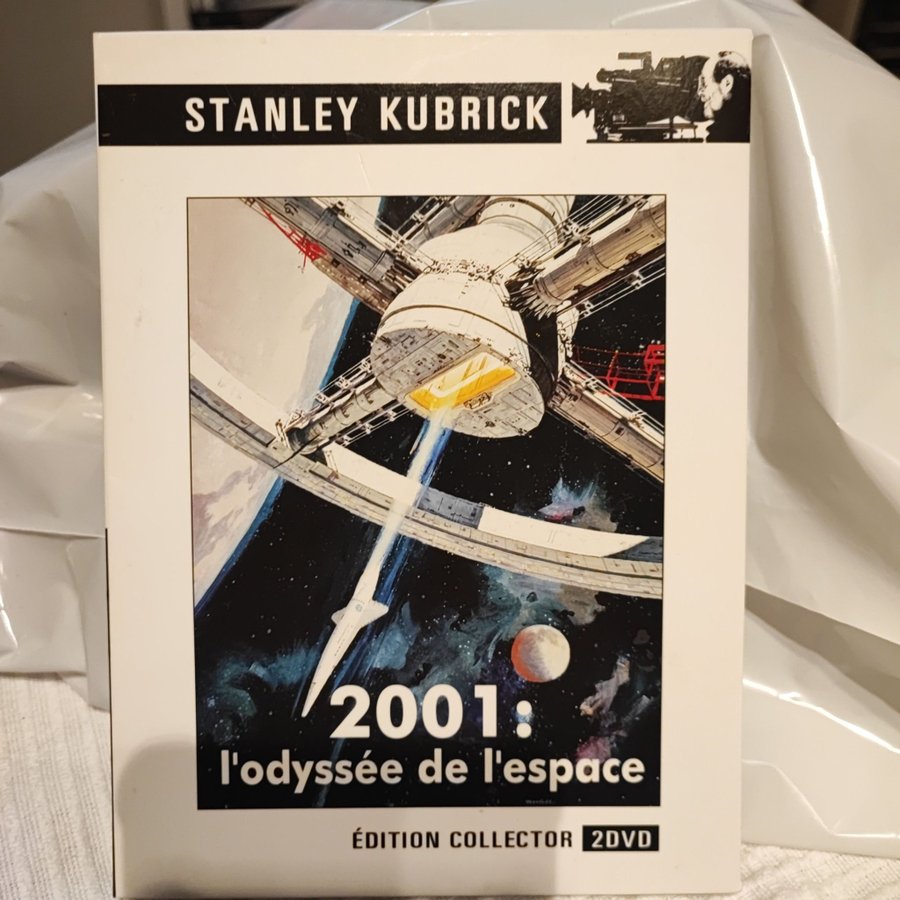 STANLEY KUBRICK
2001:
l'odyssée de l'espace
ÉDITION COLLECTOR 2DVD